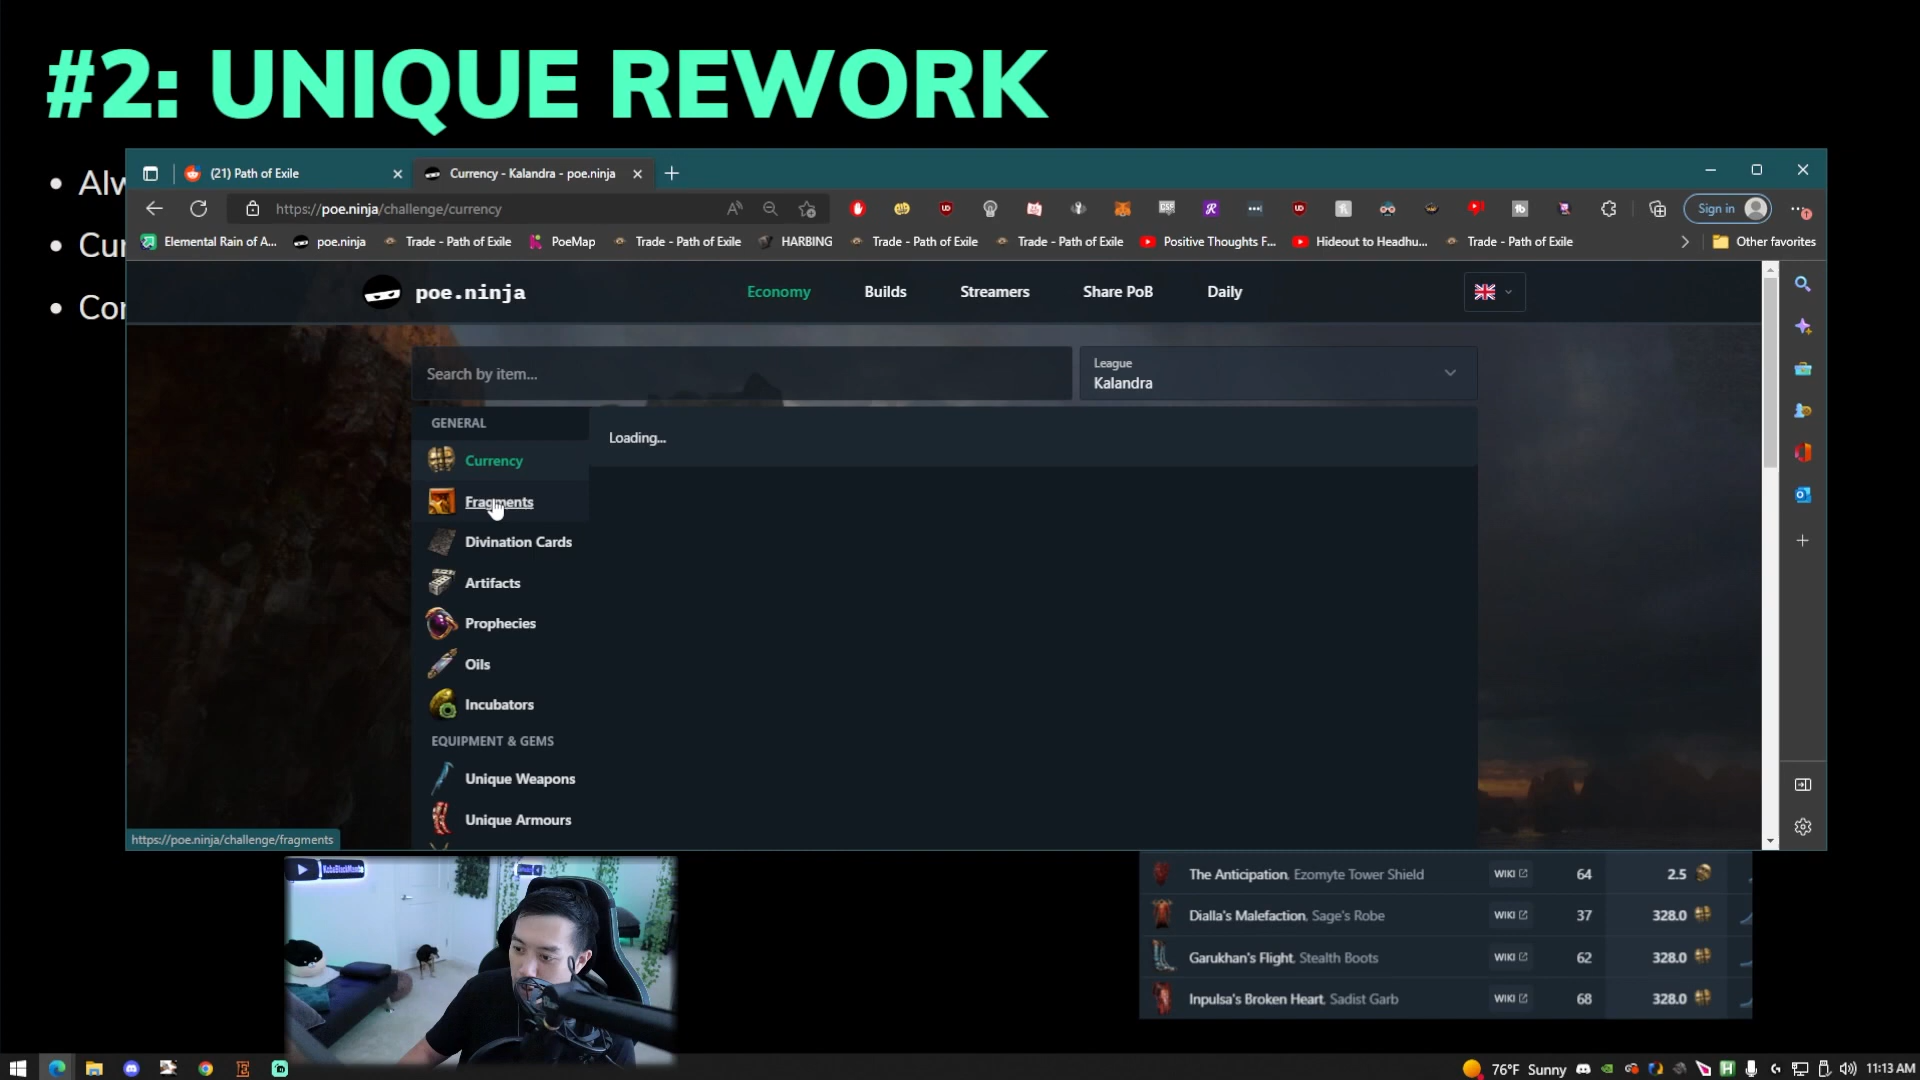 #2: UNIQUE REWORK
Alw
Cur
Cor
(21) Path of Exile
Currency - Kalandra - poe.ninja
https://poe.ninja/challenge/currency
Sign in
Elemental Rain of A...
poe.ninja
Trade - Path of Exile
PoeMap
Trade - Path of Exile
HARBING
Trade - Path of Exile
Trade - Path of Exile
Positive Thoughts F...
Hideout to Headhu...
Trade - Path of Exile
Other favorites
poe.ninja
Economy
Builds
Streamers
Share PoB
Daily
Search by item...
League
Kalandra
GENERAL
Loading...
Currency
Fragments
Divination Cards
Artifacts
Prophecies
Oils
Incubators
EQUIPMENT & GEMS
Unique Weapons
Unique Armours
https://poe.ninja/challenge/fragments
The Anticipation, Ezomyte Tower Shield WIKI 64 2.5
Dialla's Malefaction, Sage's Robe WIKI 37 328.0
Garukhan's Flight, Stealth Boots WIKI 62 328.0
Inpulsa's Broken Heart, Sadist Garb WIKI 68 328.0
76°F Sunny
11:13 AM